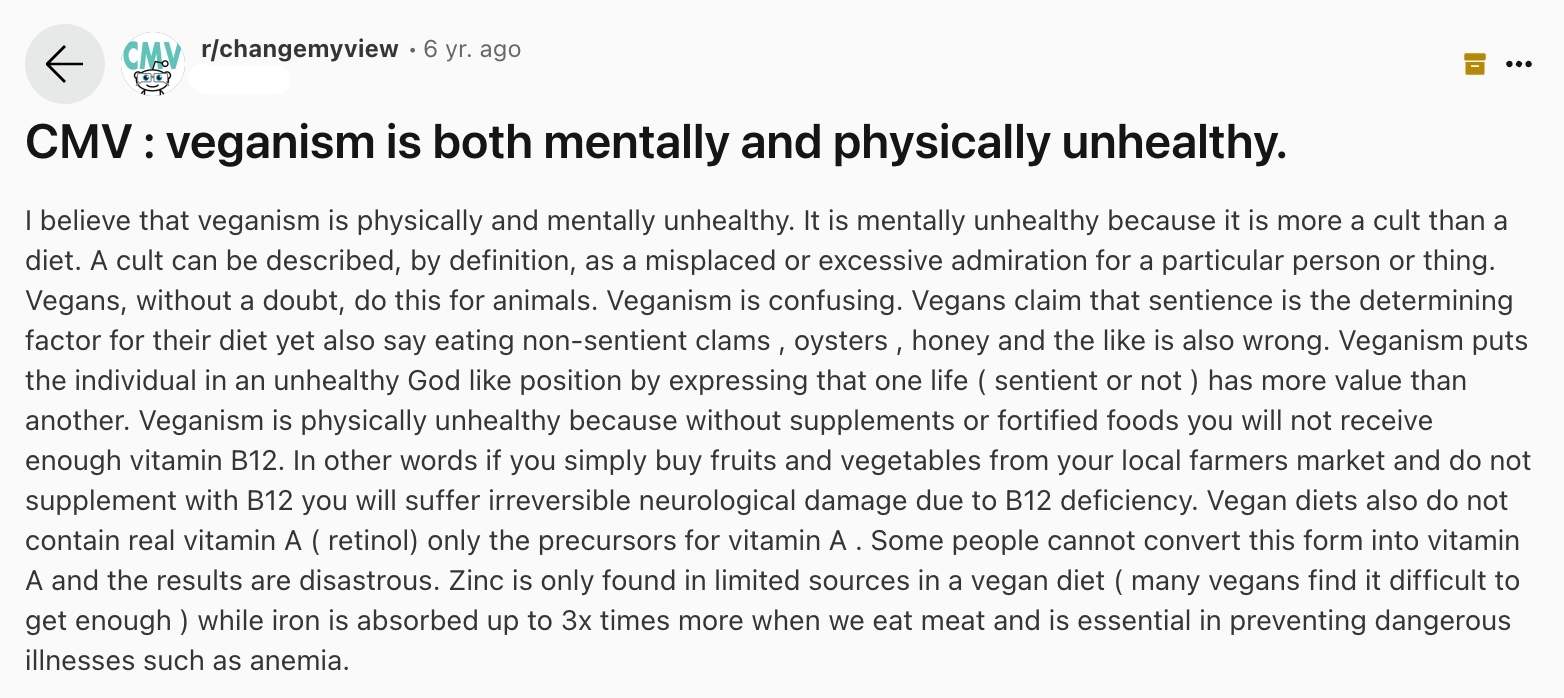 CMV
r/changemyview • 6 yr. ago
CMV : veganism is both mentally and physically unhealthy.
I believe that veganism is physically and mentally unhealthy. It is mentally unhealthy because it is more a cult than a
diet. A cult can be described, by definition, as a misplaced or excessive admiration for a particular person or thing.
Vegans, without a doubt, do this for animals. Veganism is confusing. Vegans claim that sentience is the determining
factor for their diet yet also say eating non-sentient clams , oysters , honey and the like is also wrong. Veganism puts
the individual in an unhealthy God like position by expressing that one life ( sentient or not ) has more value than
another. Veganism is physically unhealthy because without supplements or fortified foods you will not receive
enough vitamin B12. In other words if you simply buy fruits and vegetables from your local farmers market and do not
supplement with B12 you will suffer irreversible neurological damage due to B12 deficiency. Vegan diets also do not
contain real vitamin A ( retinol) only the precursors for vitamin A . Some people cannot convert this form into vitamin
A and the results are disastrous. Zinc is only found in limited sources in a vegan diet ( many vegans find it difficult to
get enough ) while iron is absorbed up to 3x times more when we eat meat and is essential in preventing dangerous
illnesses such as anemia.